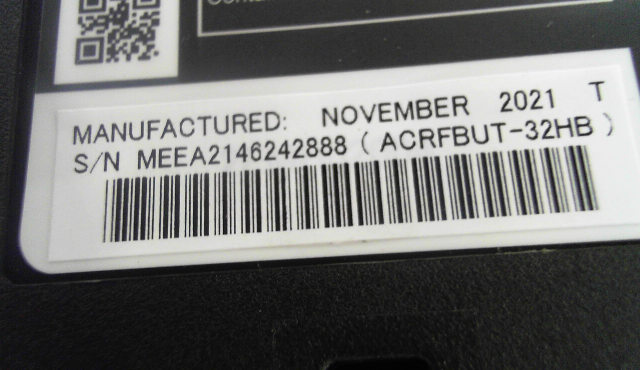 MANUFACTURED: NOVEMBER 2021 T
S/N MEEA2146242888 (ACRFBUT-32HB)